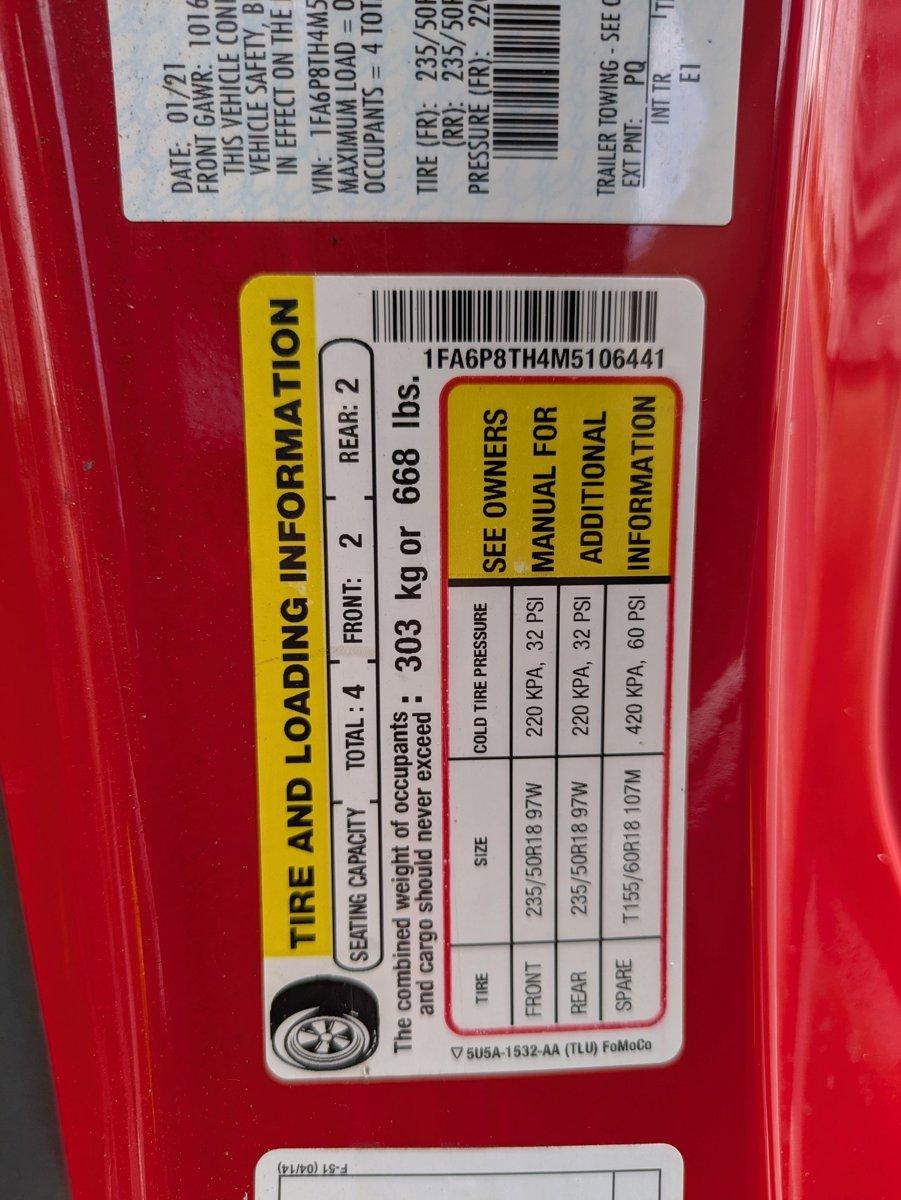 DATE: 01/21
FRONT GAWR: 1016
THIS VEHICLE CON
VEHICLE SAFETY, B
IN EFFECT ON THE
VIN: 1FA6P8TH4M5
MAXIMUM LOAD = 0
OCCUPANTS = 4 TOT
TIRE (FR): 235/50R
(RR): 235/50R
PRESSURE (FR): 220
TRAILER TOWING - SEE O
EXT PNT: PQ
INT TR
E1
TIRE AND LOADING INFORMATION
SEATING CAPACITY TOTAL : 4 FRONT: 2 REAR: 2
The combined weight of occupants
and cargo should never exceed : 303 kg or 668 lbs.
1FA6P8TH4M5106441
TIRE SIZE COLD TIRE PRESSURE
FRONT 235/50R18 97W 220 KPA, 32 PSI
REAR 235/50R18 97W 220 KPA, 32 PSI
SPARE T155/60R18 107M 420 KPA, 60 PSI
SEE OWNERS
MANUAL FOR
ADDITIONAL
INFORMATION
5U5A-1532-AA (TLU) FoMoCo
F-51 (04/14)